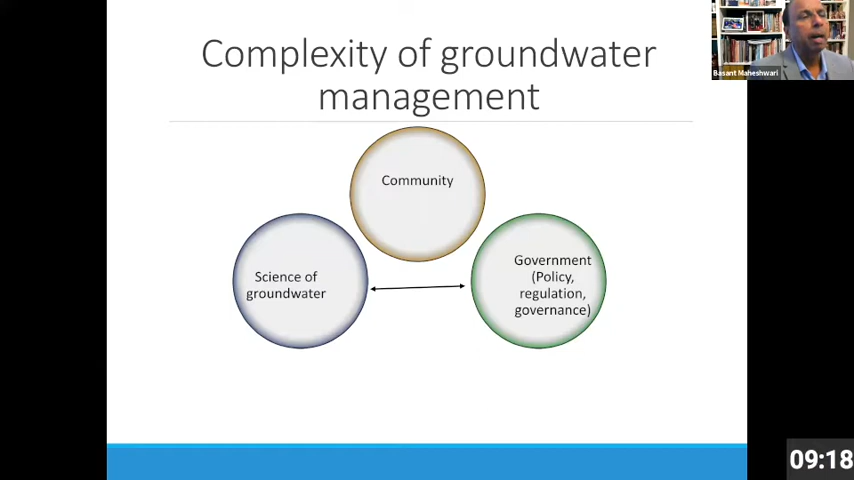 Complexity of groundwater
management
Community
Science of
groundwater
Government
(Policy,
regulation,
governance)
Basant Maheshwari
09:18